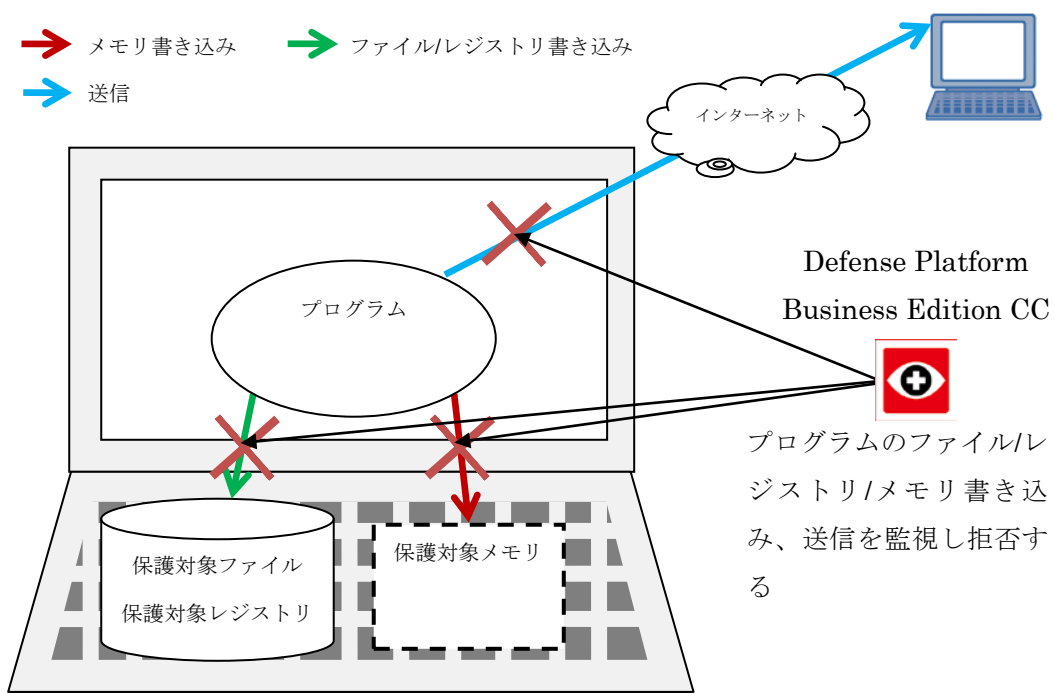 メモリ書き込み
ファイル/レジストリ書き込み
送信
インターネット
プログラム
Defense Platform
Business Edition CC
プログラムのファイル/レ
ジストリ/メモリ書き込
み、送信を監視し拒否す
る
保護対象ファイル
保護対象レジストリ
保護対象メモリ